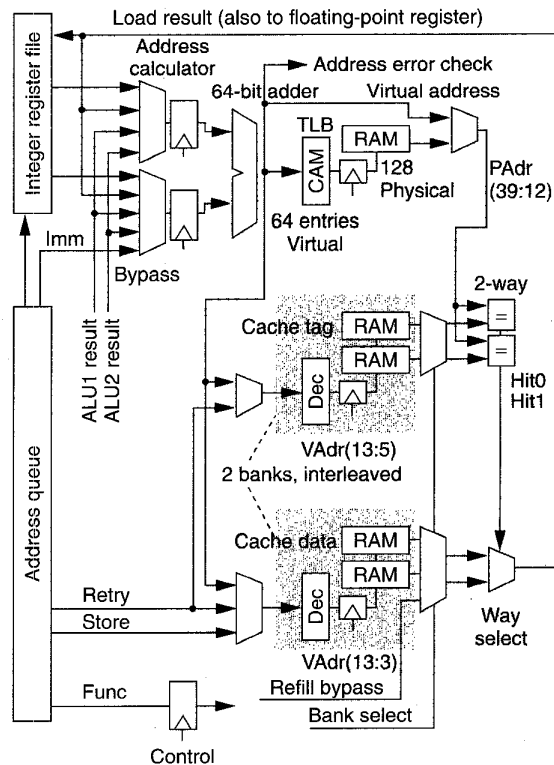 Load result (also to floating-point register)
Integer register file
Address
calculator
64-bit adder
Address error check
Virtual address
TLB
CAM
RAM
128
Physical
64 entries
Virtual
PAdr
(39:12)
Imm
Bypass
ALU1 result
ALU2 result
2-way
Cache tag
RAM
RAM
=
=
Dec
Hit0
Hit1
VAdr(13:5)
2 banks, interleaved
Address queue
Cache data
RAM
RAM
Dec
Retry
Store
Way
select
VAdr(13:3)
Func
Refill bypass
Bank select
Control